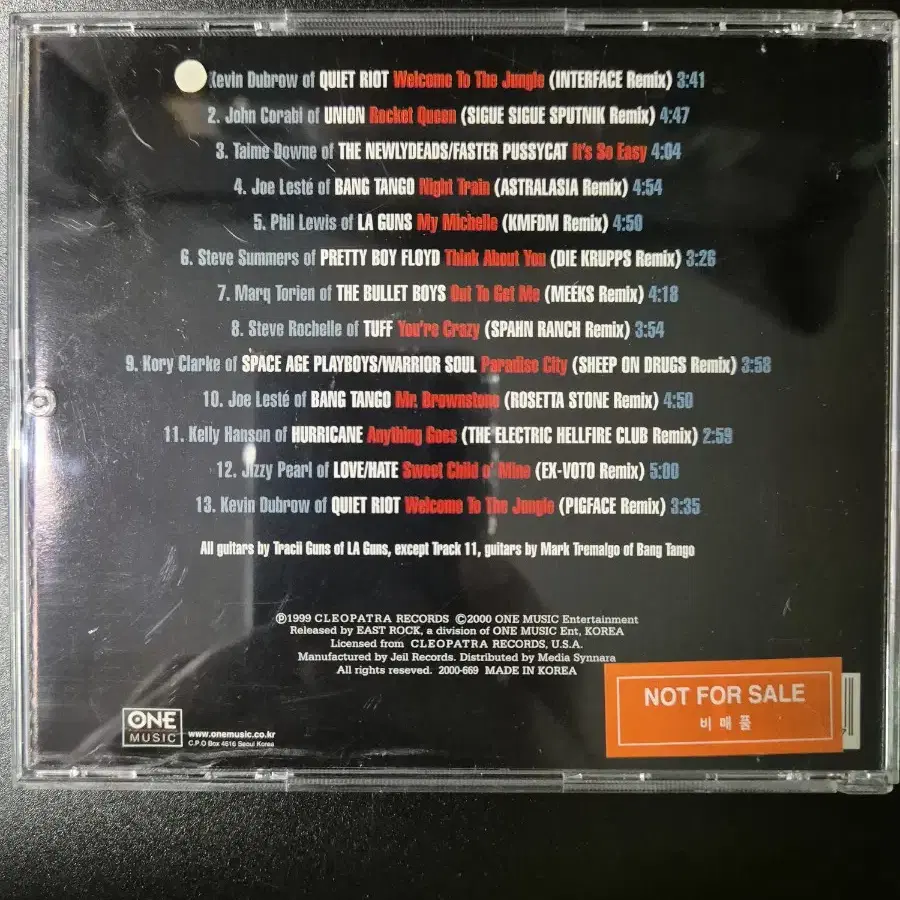 Kevin Dubrow of QUIET RIOT Welcome To The Jungle (INTERFACE Remix) 3:41
2. John Corabi of UNION Rocket Queen (SIGUE SIGUE SPUTNIK Remix) 4:47
3. Taime Downe of THE NEWLYDEADS/FASTER PUSSYCAT It's So Easy 4:04
4. Joe Lesté of BANG TANGO Night Train (ASTRALASIA Remix) 4:54
5. Phil Lewis of LA GUNS My Michelle (KMFDM Remix) 4:50
6. Steve Summers of PRETTY BOY FLOYD Think About You (DIE KRUPPS Remix) 3:26
7. Marq Torien of THE BULLET BOYS Out To Get Me (MEEKS Remix) 4:18
8. Steve Rochelle of TUFF You're Crazy (SPAHN RANCH Remix) 3:54
9. Kory Clarke of SPACE AGE PLAYBOYS/WARRIOR SOUL Paradise City (SHEEP ON DRUGS Remix) 3:58
10. Joe Lesté of BANG TANGO Mr. Brownstone (ROSETTA STONE Remix) 4:50
11. Kelly Hanson of HURRICANE Anything Goes (THE ELECTRIC HELLFIRE CLUB Remix) 2:59
12. Jizzy Pearl of LOVE/HATE Sweet Child o' Mine (EX-VOTO Remix) 5:00
13. Kevin Dubrow of QUIET RIOT Welcome To The Jungle (PIGFACE Remix) 3:35
All guitars by Tracii Guns of LA Guns, except Track 11, guitars by Mark Tremalgo of Bang Tango
℗1999 CLEOPATRA RECORDS ©2000 ONE MUSIC Entertainment
Released by EAST ROCK, a division of ONE MUSIC Ent, KOREA
Licensed from CLEOPATRA RECORDS, U.S.A.
Manufactured by Jeil Records. Distributed by Media Synnara
All rights reseved. 2000-669 MADE IN KOREA
NOT FOR SALE
비매품
ONE
MUSIC
www.onemusic.co.kr
C.P.O Box 4516 Seoul Korea